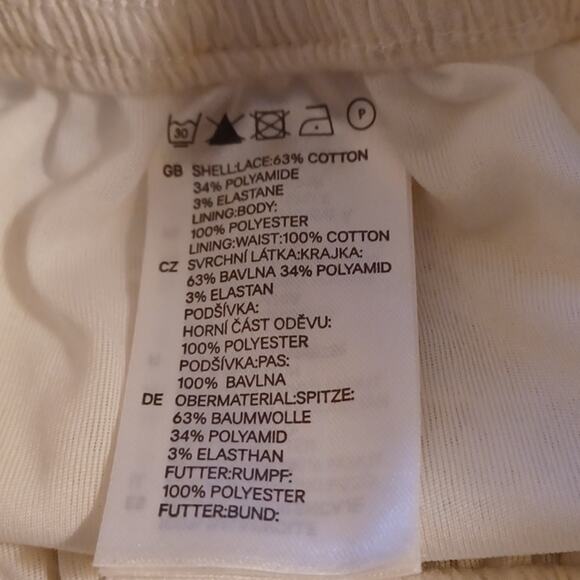 30 P
GB SHELL:LACE:63% COTTON
34% POLYAMIDE
3% ELASTANE
LINING:BODY:
100% POLYESTER
LINING:WAIST:100% COTTON
CZ SVRCHNÍ LÁTKA:KRAJKA:
63% BAVLNA 34% POLYAMID
3% ELASTAN
PODŠÍVKA:
HORNÍ ČÁST ODĚVU:
100% POLYESTER
PODŠÍVKA:PAS:
100% BAVLNA
DE OBERMATERIAL:SPITZE:
63% BAUMWOLLE
34% POLYAMID
3% ELASTHAN
FUTTER:RUMPF:
100% POLYESTER
FUTTER:BUND: